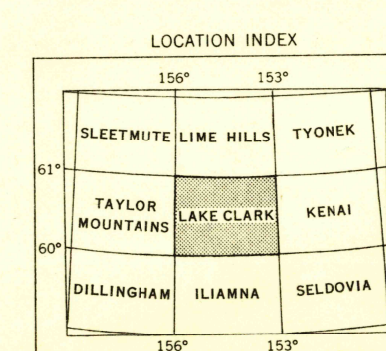 LOCATION INDEX
156° 153°
SLEETMUTE LIME HILLS TYONEK
61°
TAYLOR MOUNTAINS LAKE CLARK KENAI
60°
DILLINGHAM ILIAMNA SELDOVIA
156° 153°